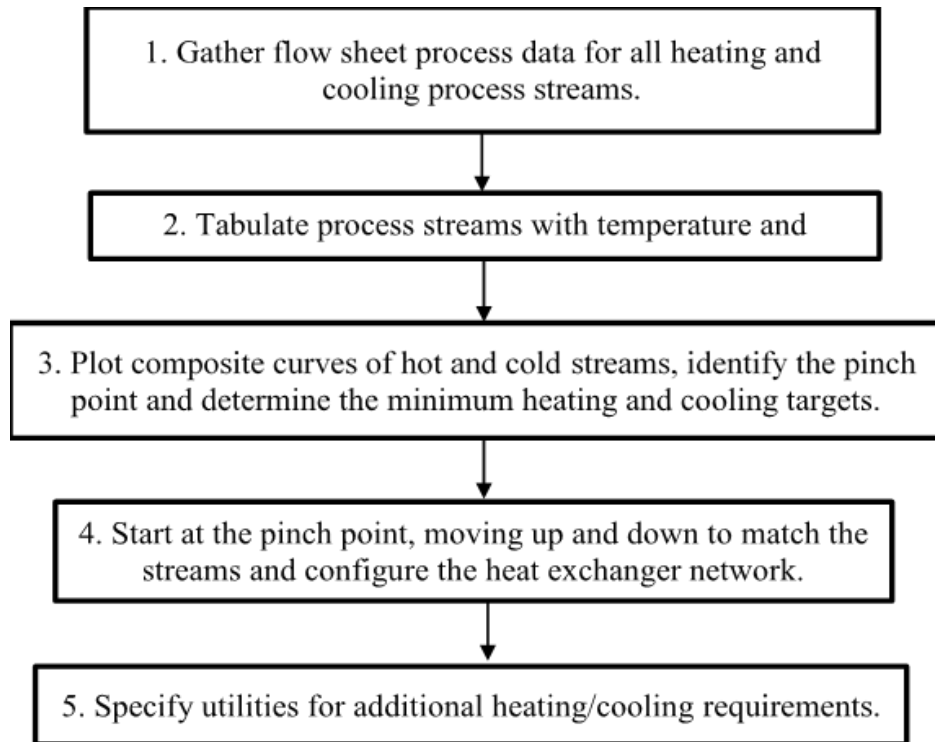 1. Gather flow sheet process data for all heating and
cooling process streams.
2. Tabulate process streams with temperature and
3. Plot composite curves of hot and cold streams, identify the pinch
point and determine the minimum heating and cooling targets.
4. Start at the pinch point, moving up and down to match the
streams and configure the heat exchanger network.
5. Specify utilities for additional heating/cooling requirements.